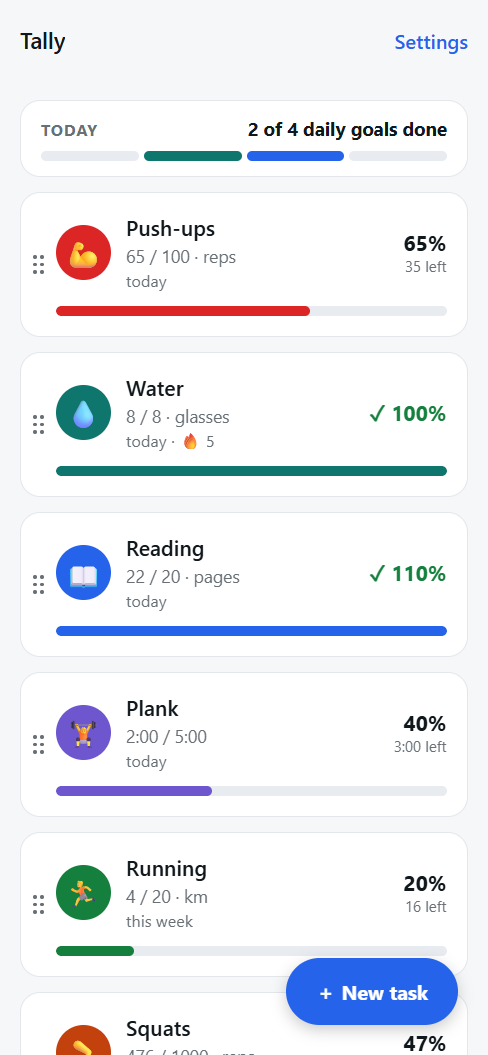 Tally
Settings
TODAY
2 of 4 daily goals done
Push-ups
65 / 100 · reps
today
65%
35 left
Water
8 / 8 · glasses
today · 🔥 5
✓ 100%
Reading
22 / 20 · pages
today
✓ 110%
Plank
2:00 / 5:00
today
40%
3:00 left
Running
4 / 20 · km
this week
20%
16 left
+ New task
Squats
47%